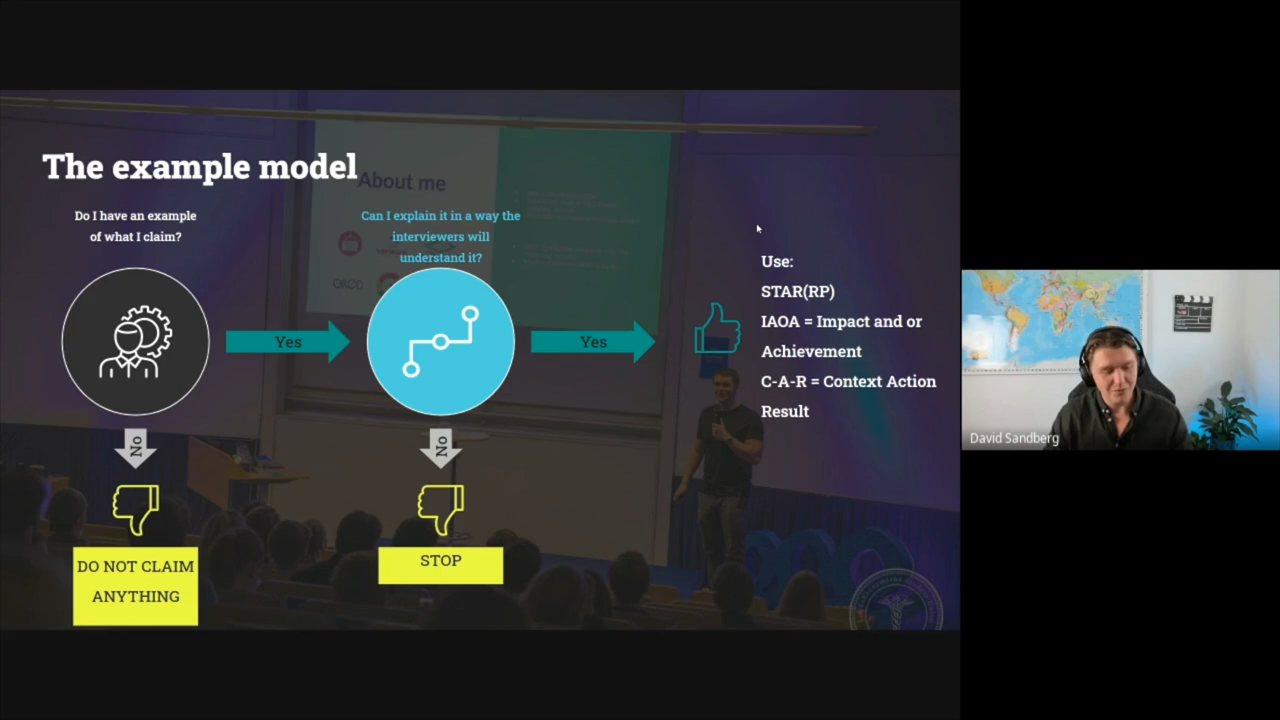 The example model
About me
Do I have an example
of what I claim?
Can I explain it in a way the
interviewers will
understand it?
Yes
Yes
Use:
STAR(RP)
IAOA = Impact and or
Achievement
C-A-R = Context Action
Result
No
No
DO NOT CLAIM
ANYTHING
STOP
David Sandberg